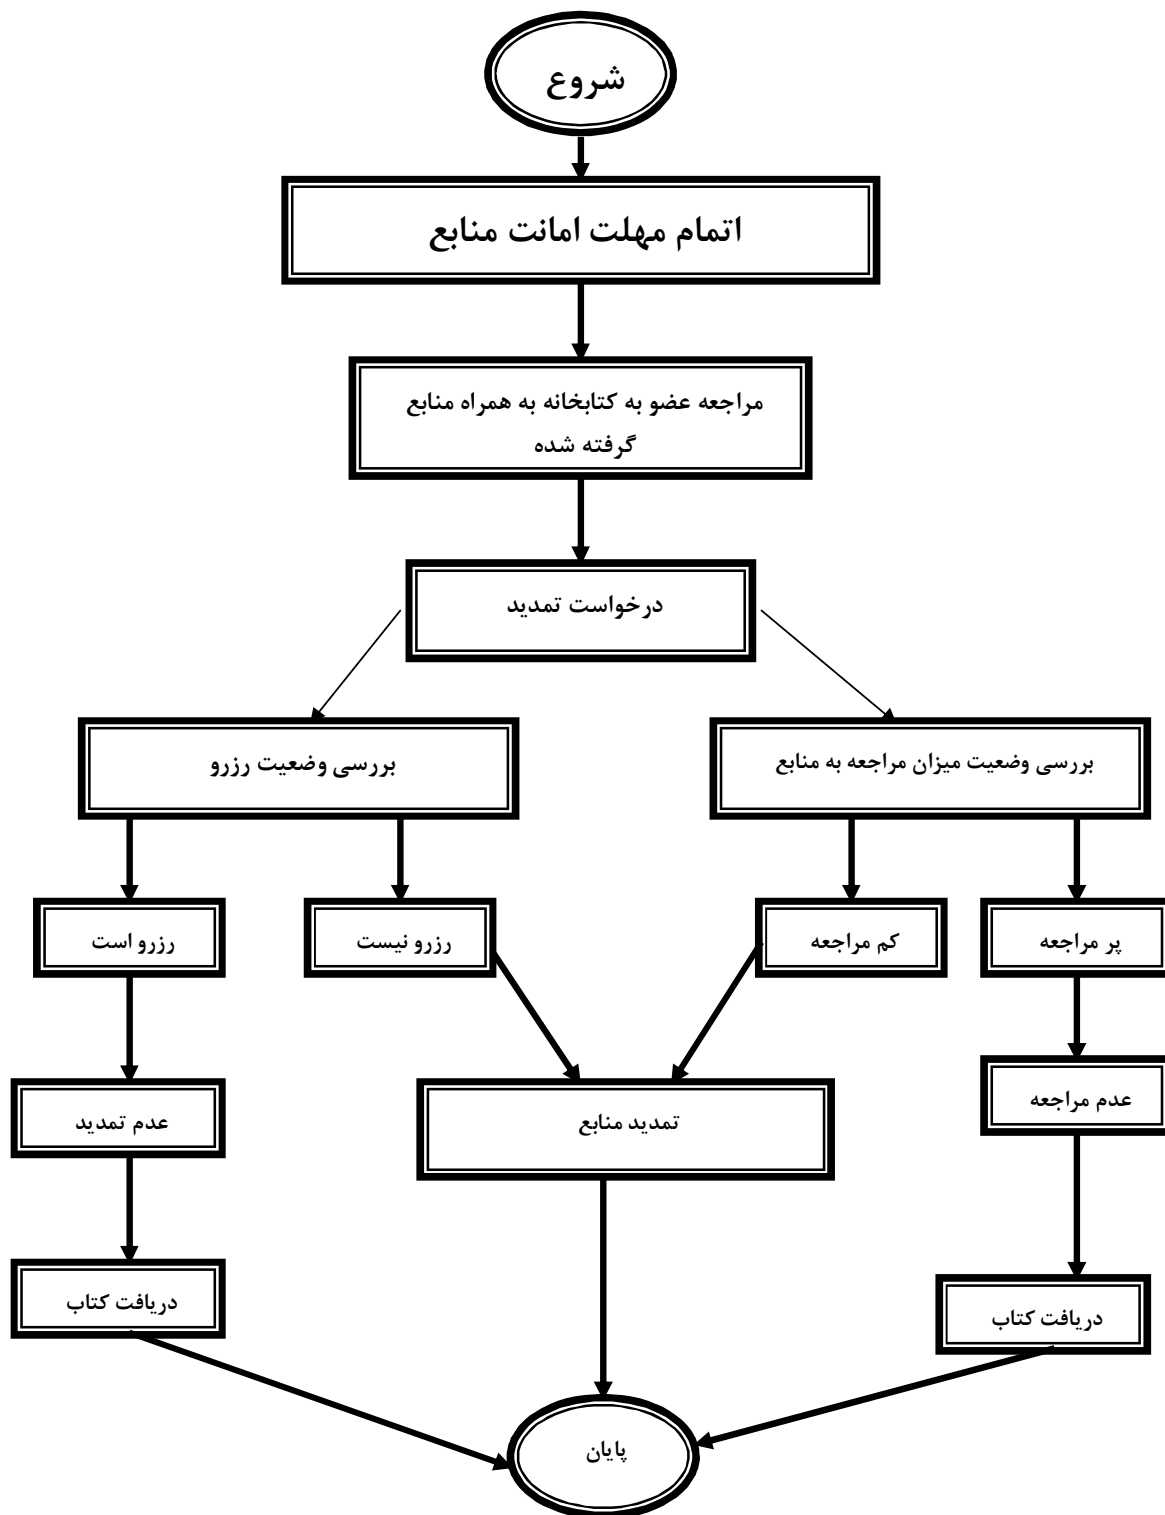 شروع
اتمام مهلت امانت منابع
مراجعه عضو به کتابخانه به همراه منابع
گرفته شده
درخواست تمدید
بررسی وضعیت میزان مراجعه به منابع
بررسی وضعیت رزرو
پر مراجعه
کم مراجعه
رزرو نیست
رزرو است
عدم مراجعه
تمدید منابع
عدم تمدید
دریافت کتاب
دریافت کتاب
پایان